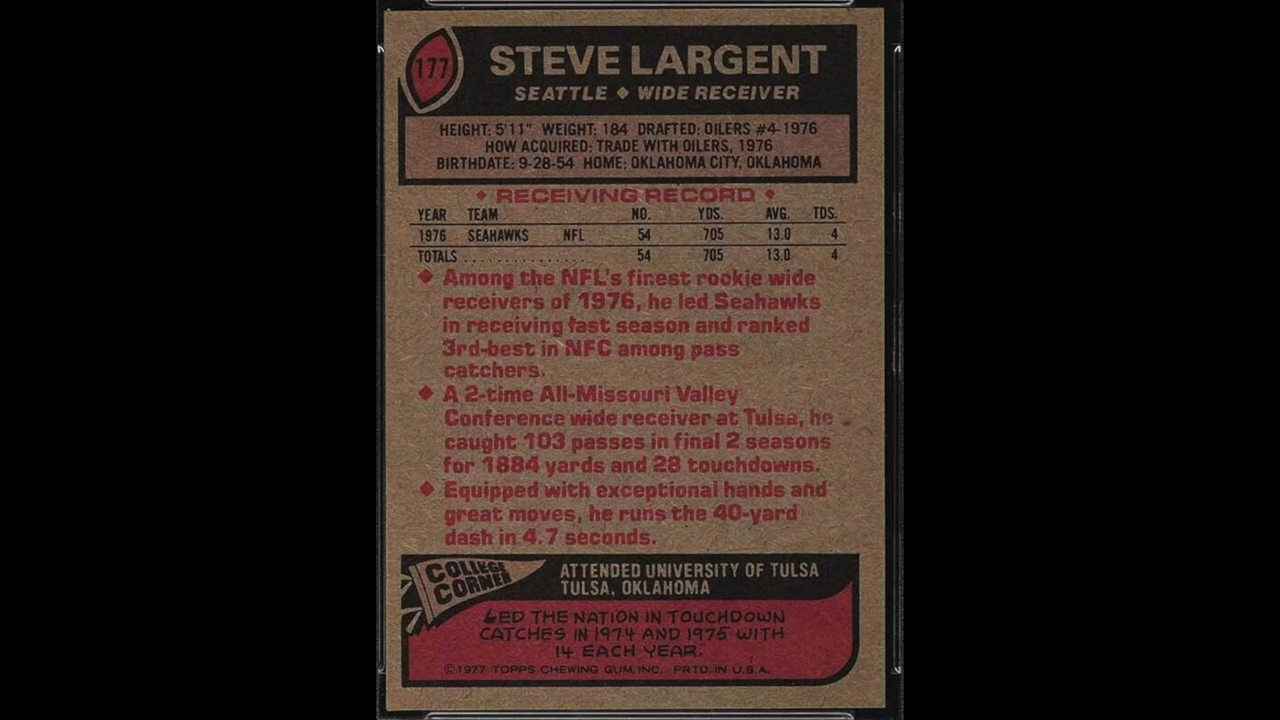 177
STEVE LARGENT
SEATTLE ◆ WIDE RECEIVER
HEIGHT: 5'11" WEIGHT: 184 DRAFTED: OILERS #4-1976
HOW ACQUIRED: TRADE WITH OILERS, 1976
BIRTHDATE: 9-28-54 HOME: OKLAHOMA CITY, OKLAHOMA
◆ RECEIVING RECORD ◆
YEAR TEAM NO. YDS. AVG. TDS.
1976 SEAHAWKS NFL 54 705 13.0 4
TOTALS . . . . . . . . . . . . . . 54 705 13.0 4
◆ Among the NFL's finest rookie wide
receivers of 1976, he led Seahawks
in receiving last season and ranked
3rd-best in NFC among pass
catchers.
◆ A 2-time All-Missouri Valley
Conference wide receiver at Tulsa, he
caught 103 passes in final 2 seasons
for 1884 yards and 28 touchdowns.
◆ Equipped with exceptional hands and
great moves, he runs the 40-yard
dash in 4.7 seconds.
COLLEGE
CORNER
ATTENDED UNIVERSITY OF TULSA
TULSA, OKLAHOMA
LED THE NATION IN TOUCHDOWN
CATCHES IN 1974 AND 1975 WITH
14 EACH YEAR.
©1977 TOPPS CHEWING GUM, INC. PRTD. IN U.S.A.